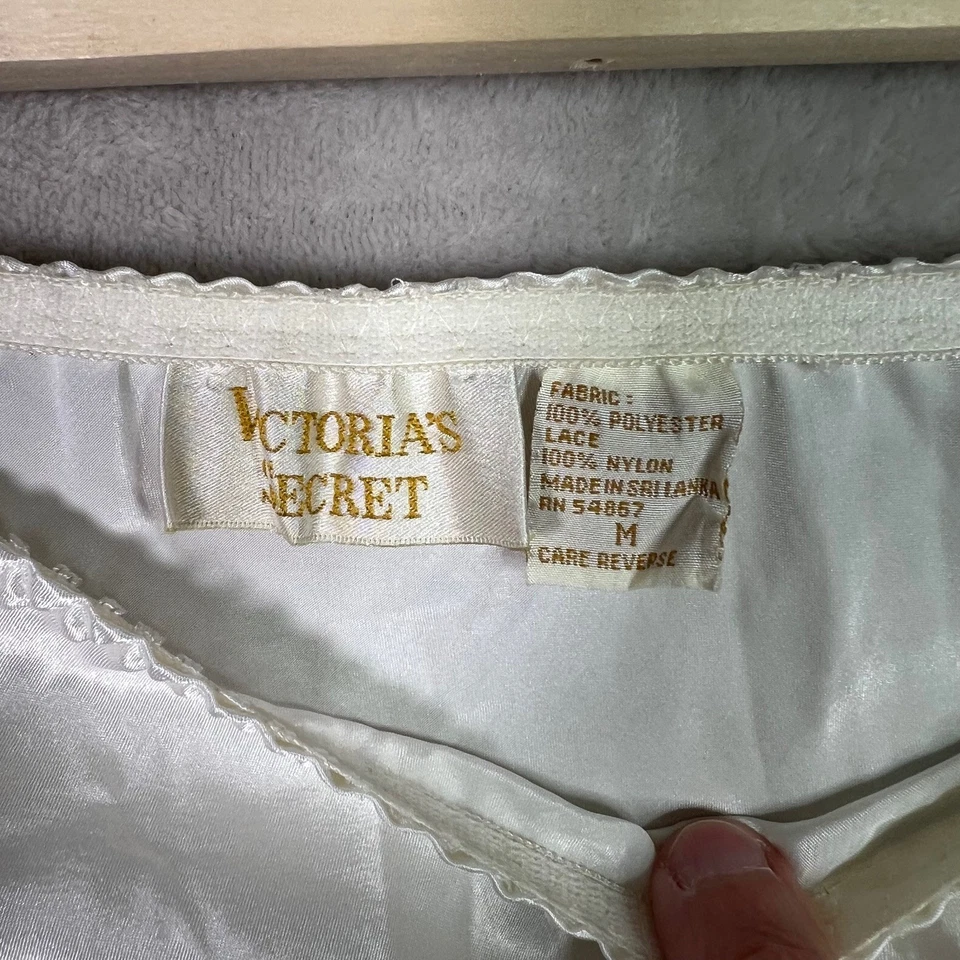 VICTORIA'S
SECRET
FABRIC :
100% POLYESTER
LACE
100% NYLON
MADE IN SRI LANKA
RN 54867
M
CARE REVERSE